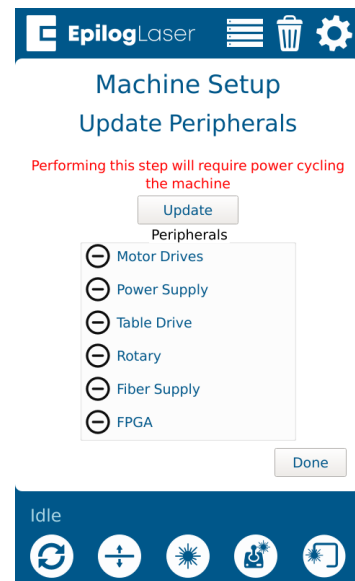 EpilogLaser
Machine Setup
Update Peripherals
Performing this step will require power cycling
the machine
Update
Peripherals
Motor Drives
Power Supply
Table Drive
Rotary
Fiber Supply
FPGA
Done
Idle